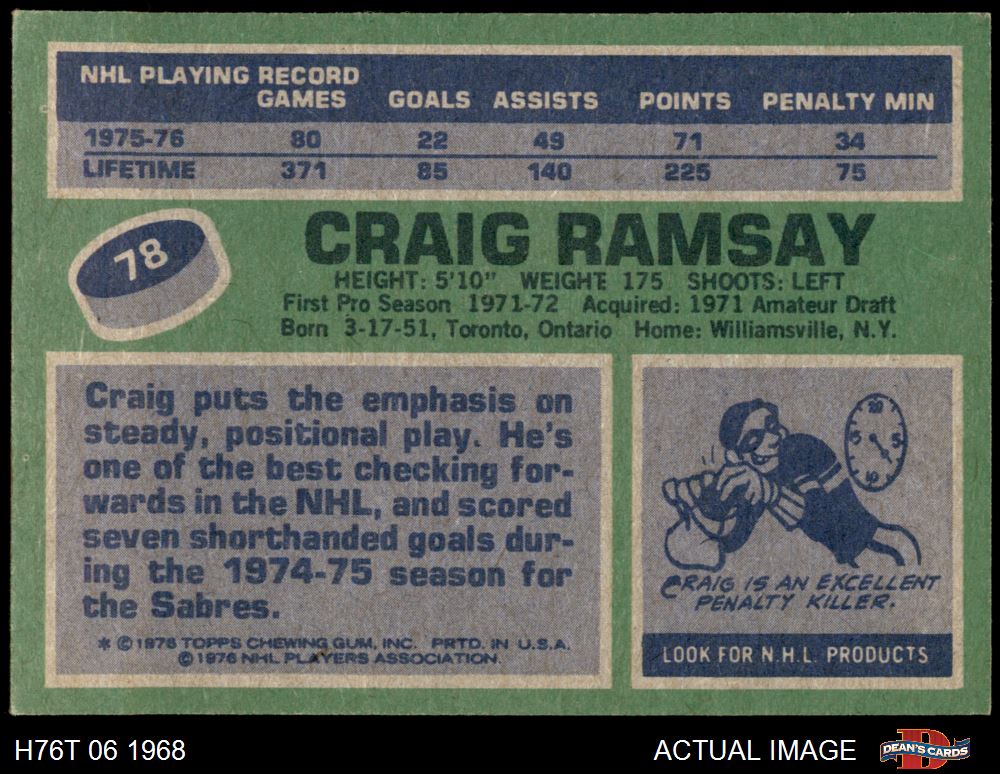 NHL PLAYING RECORD
GAMES GOALS ASSISTS POINTS PENALTY MIN
1975-76 80 22 49 71 34
LIFETIME 371 85 140 225 75
78
CRAIG RAMSAY
HEIGHT: 5'10" WEIGHT 175 SHOOTS: LEFT
First Pro Season 1971-72 Acquired: 1971 Amateur Draft
Born 3-17-51, Toronto, Ontario Home: Williamsville, N.Y.
Craig puts the emphasis on
steady, positional play. He's
one of the best checking for-
wards in the NHL, and scored
seven shorthanded goals dur-
ing the 1974-75 season for
the Sabres.
* © 1976 TOPPS CHEWING GUM, INC. PRTD. IN U.S.A.
© 1976 NHL PLAYERS ASSOCIATION.
20
15 5
10
CRAIG IS AN EXCELLENT
PENALTY KILLER.
LOOK FOR N.H.L. PRODUCTS
H76T 06 1968
ACTUAL IMAGE
DEAN'S CARDS